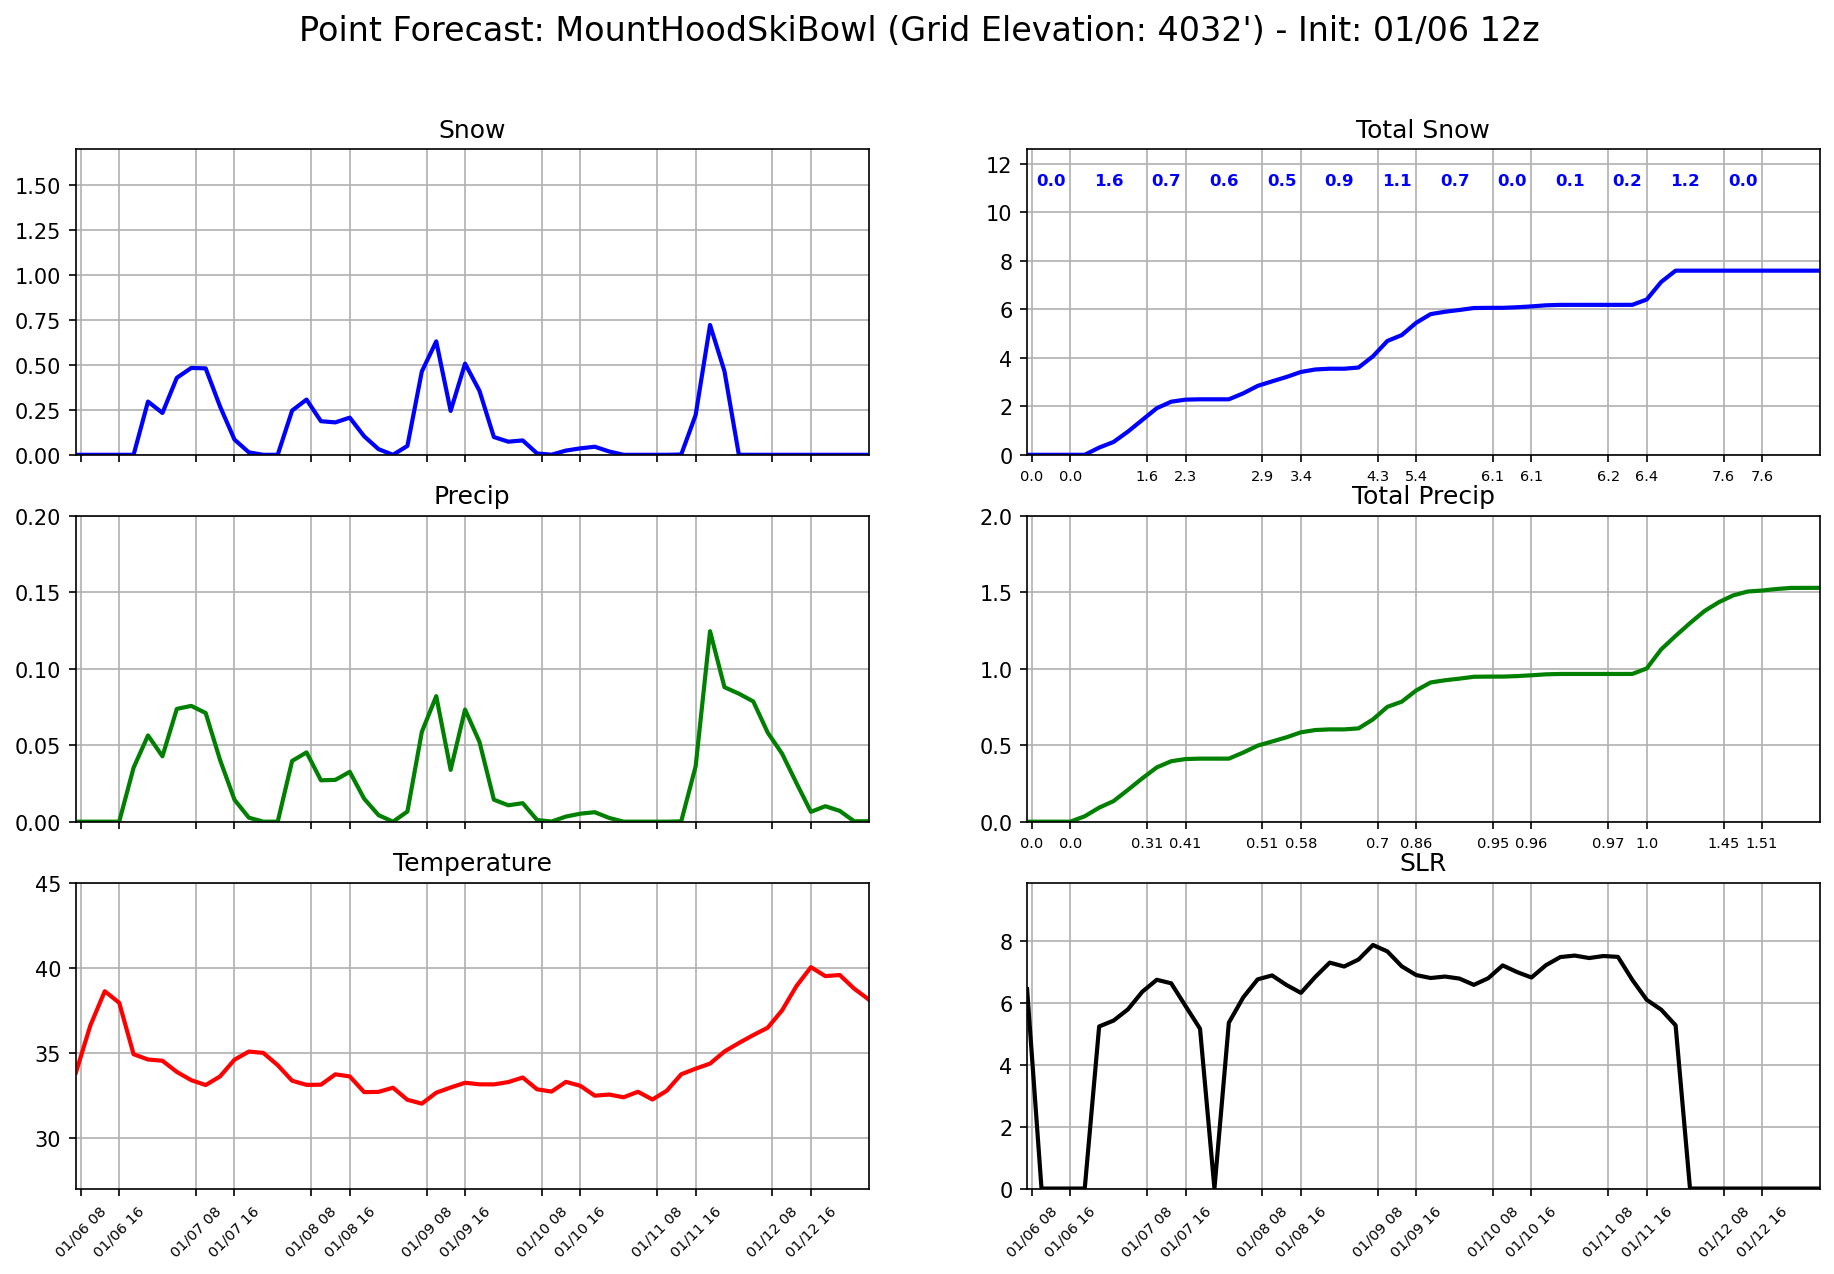 Point Forecast: MountHoodSkiBowl (Grid Elevation: 4032') - Init: 01/06 12z
Snow
1.50
1.25
1.00
0.75
0.50
0.25
0.00
Total Snow
12
10
8
6
4
2
0
0.0 1.6 0.7 0.6 0.5 0.9 1.1 0.7 0.0 0.1 0.2 1.2 0.0
0.0 0.0 1.6 2.3 2.9 3.4 4.3 5.4 6.1 6.1 6.2 6.4 7.6 7.6
Precip
0.20
0.15
0.10
0.05
0.00
Total Precip
2.0
1.5
1.0
0.5
0.0
0.0 0.0 0.31 0.41 0.51 0.58 0.7 0.86 0.95 0.96 0.97 1.0 1.45 1.51
Temperature
45
40
35
30
01/06 08 01/06 16 01/07 08 01/07 16 01/08 08 01/08 16 01/09 08 01/09 16 01/10 08 01/10 16 01/11 08 01/11 16 01/12 08 01/12 16
SLR
8
6
4
2
0
01/06 08 01/06 16 01/07 08 01/07 16 01/08 08 01/08 16 01/09 08 01/09 16 01/10 08 01/10 16 01/11 08 01/11 16 01/12 08 01/12 16